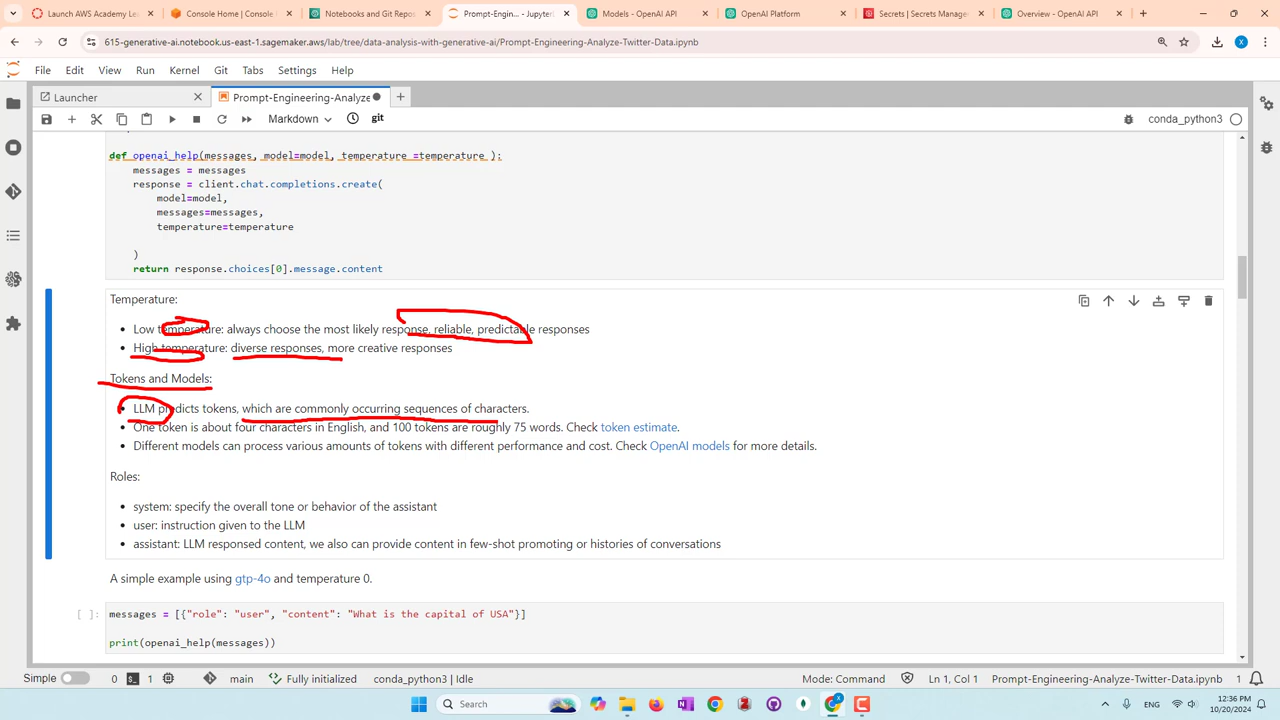 Launch AWS Academy Le
Console Home | Console
Notebooks and Git Repos
Prompt-Engin... - Jupyterl
Models - OpenAI API
OpenAI Platform
Secrets | Secrets Manage
Overview - OpenAI API
615-generative-ai.notebook.us-east-1.sagemaker.aws/lab/tree/data-analysis-with-generative-ai/Prompt-Engineering-Analyze-Twitter-Data.ipynb
File Edit View Run Kernel Git Tabs Settings Help
Launcher
Prompt-Engineering-Analyze
Markdown
git
conda_python3
def openai_help(messages, model=model, temperature =temperature ):
messages = messages
response = client.chat.completions.create(
model=model,
messages=messages,
temperature=temperature
)
return response.choices[0].message.content
Temperature:
• Low temperature: always choose the most likely response, reliable, predictable responses
• High temperature: diverse responses, more creative responses
Tokens and Models:
• LLM predicts tokens, which are commonly occurring sequences of characters.
• One token is about four characters in English, and 100 tokens are roughly 75 words. Check token estimate.
• Different models can process various amounts of tokens with different performance and cost. Check OpenAI models for more details.
Roles:
• system: specify the overall tone or behavior of the assistant
• user: instruction given to the LLM
• assistant: LLM responsed content, we also can provide content in few-shot promoting or histories of conversations
A simple example using gtp-4o and temperature 0.
[ ]: messages = [{"role": "user", "content": "What is the capital of USA"}]
print(openai_help(messages))
Simple 0 1 main Fully initialized conda_python3 | Idle Mode: Command Ln 1, Col 1 Prompt-Engineering-Analyze-Twitter-Data.ipynb 1
Search
ENG
12:36 PM
10/20/2024